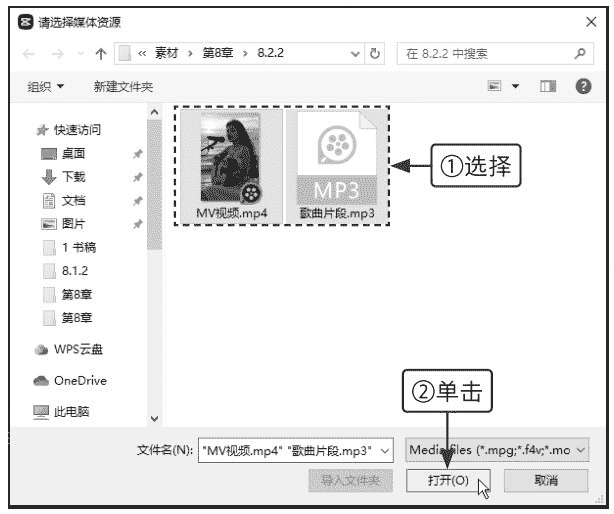 请选择媒体资源
« 素材 › 第8章 › 8.2.2
在 8.2.2 中搜索
组织
新建文件夹
快速访问
桌面
下载
文档
图片
1 书稿
8.1.2
第8章
第8章
WPS云盘
OneDrive
此电脑
MP3
MV视频.mp4
歌曲片段.mp3
①选择
②单击
文件名(N):
"MV视频.mp4" "歌曲片段.mp3"
Media files (*.mpg;*.f4v;*.mo
导入文件夹
打开(O)
取消